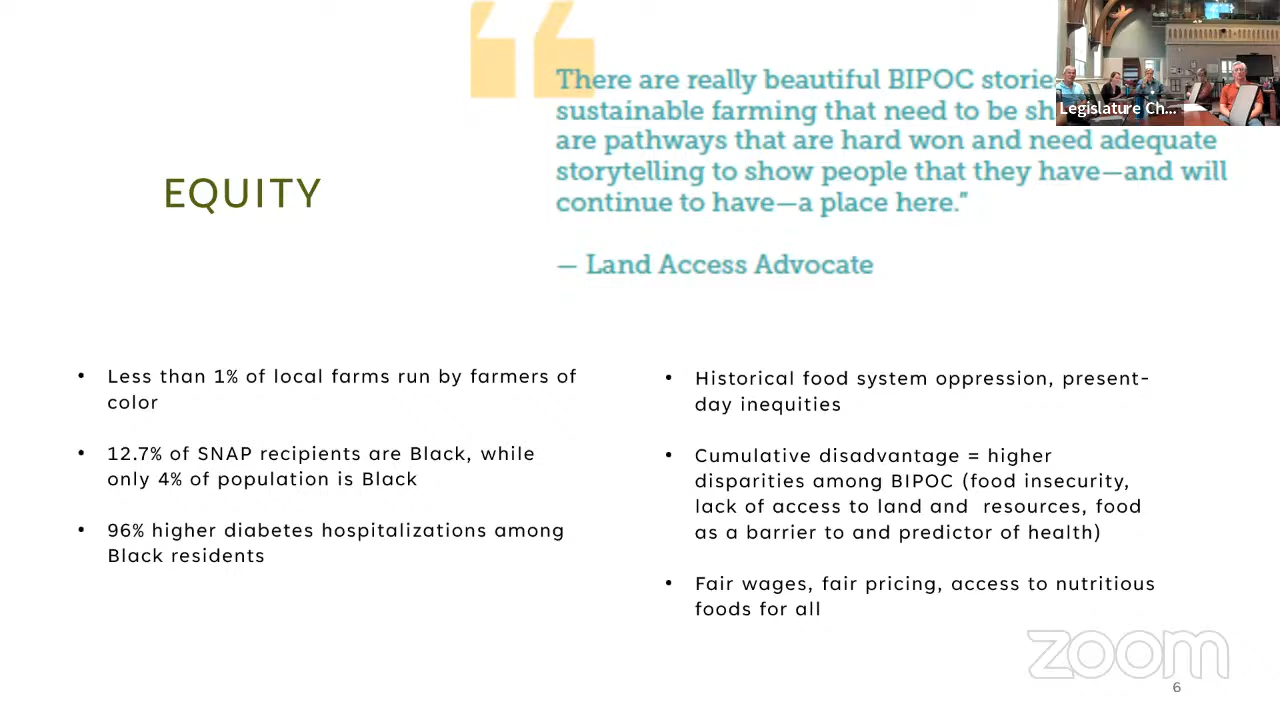 There are really beautiful BIPOC
sustainable farming that need to be
are pathways that are hard won and need adequate
storytelling to show people that they have—and will
continue to have—a place here."
— Land Access Advocate
Legislature Ch...
EQUITY
• Less than 1% of local farms run by farmers of
color
• 12.7% of SNAP recipients are Black, while
only 4% of population is Black
• 96% higher diabetes hospitalizations among
Black residents
• Historical food system oppression, present-
day inequities
• Cumulative disadvantage = higher
disparities among BIPOC (food insecurity,
lack of access to land and  resources, food
as a barrier to and predictor of health)
• Fair wages, fair pricing, access to nutritious
foods for all
zoom
6